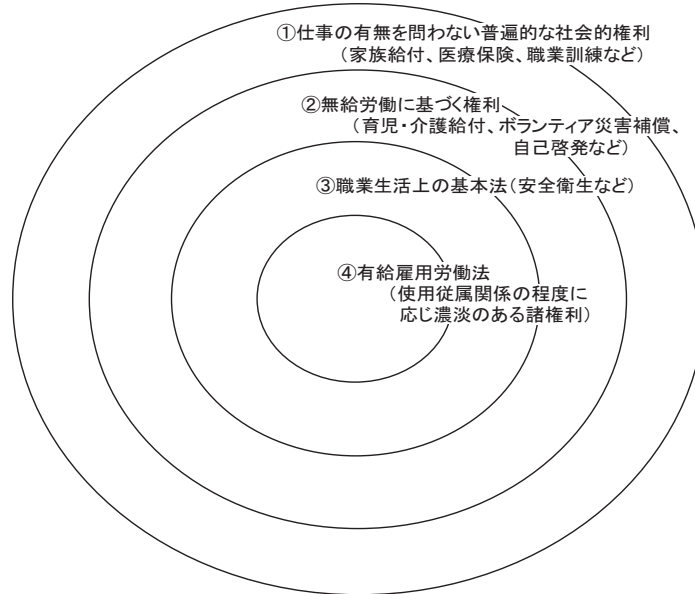 ①仕事の有無を問わない普遍的な社会的権利
(家族給付、医療保険、職業訓練など)
②無給労働に基づく権利
(育児・介護給付、ボランティア災害補償、
自己啓発など)
③職業生活上の基本法(安全衛生など)
④有給雇用労働法
(使用従属関係の程度に
応じ濃淡のある諸権利)